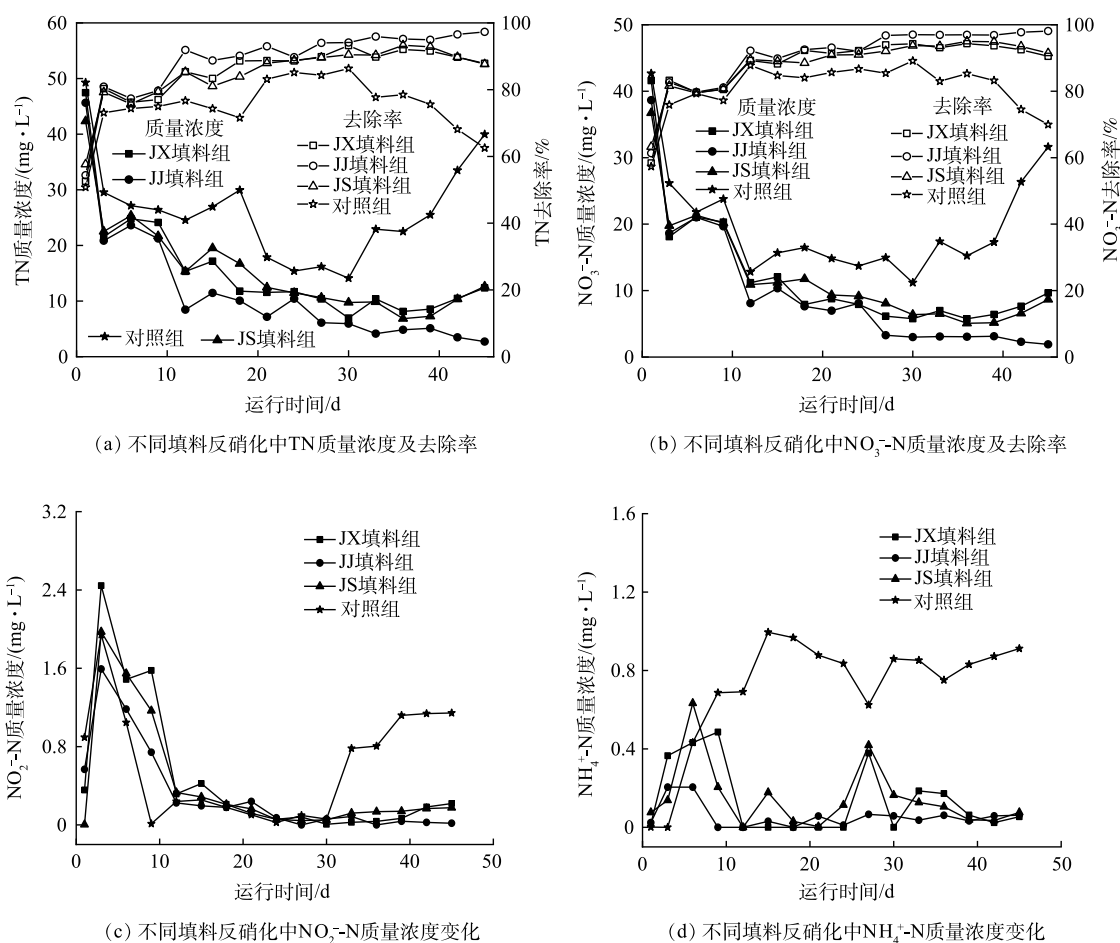 60
50
40
30
20
10
0
TN质量浓度/(mg·L⁻¹)
100
80
60
40
20
0
TN去除率/%
质量浓度
JX填料组
JJ填料组
去除率
JX填料组
JJ填料组
JS填料组
对照组
对照组
JS填料组
0 10 20 30 40
运行时间/d
(a) 不同填料反硝化中TN质量浓度及去除率
50
40
30
20
10
0
NO₃⁻-N质量浓度/(mg·L⁻¹)
100
80
60
40
20
0
NO₃⁻-N去除率/%
质量浓度
JX填料组
JJ填料组
JS填料组
对照组
去除率
JX填料组
JJ填料组
JS填料组
对照组
0 10 20 30 40
运行时间/d
(b) 不同填料反硝化中NO₃⁻-N质量浓度及去除率
3.2
2.4
1.6
0.8
0
NO₂⁻-N质量浓度/(mg·L⁻¹)
JX填料组
JJ填料组
JS填料组
对照组
0 10 20 30 40 50
运行时间/d
(c) 不同填料反硝化中NO₂⁻-N质量浓度变化
1.6
1.2
0.8
0.4
0
NH₄⁺-N质量浓度/(mg·L⁻¹)
JX填料组
JJ填料组
JS填料组
对照组
0 10 20 30 40 50
运行时间/d
(d) 不同填料反硝化中NH₄⁺-N质量浓度变化